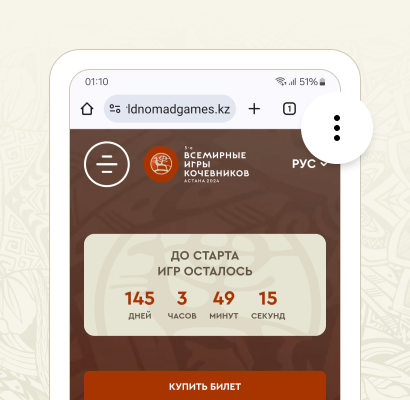 01:10
51%
ldnomadgames.kz
1
5-е
ВСЕМИРНЫЕ
ИГРЫ
КОЧЕВНИКОВ
АСТАНА 2024
РУС
ДО СТАРТА
ИГР ОСТАЛОСЬ
145 3 49 15
ДНЕЙ ЧАСОВ МИНУТ СЕКУНД
КУПИТЬ БИЛЕТ